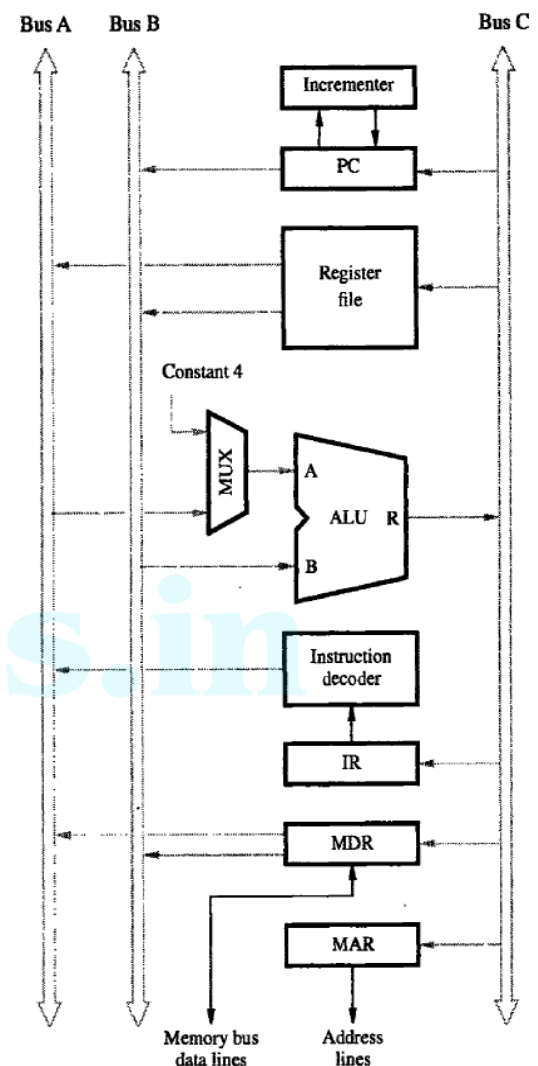 Bus A
Bus B
Bus C
Incrementer
PC
Register
file
Constant 4
MUX
A
ALU
R
B
Instruction
decoder
IR
MDR
MAR
Memory bus
data lines
Address
lines
s.in